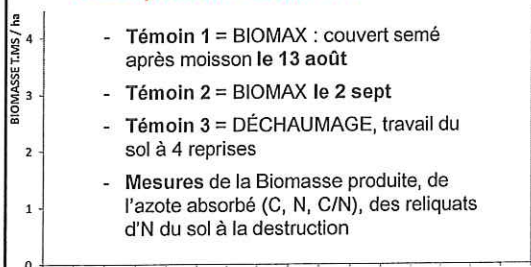 BIOMASSE T.MS / ha
4
3
2
1
0
- Témoin 1 = BIOMAX : couvert semé
après moisson le 13 août
- Témoin 2 = BIOMAX le 2 sept
- Témoin 3 = DÉCHAUMAGE, travail du
sol à 4 reprises
- Mesures de la Biomasse produite, de
l'azote absorbé (C, N, C/N), des reliquats
d'N du sol à la destruction